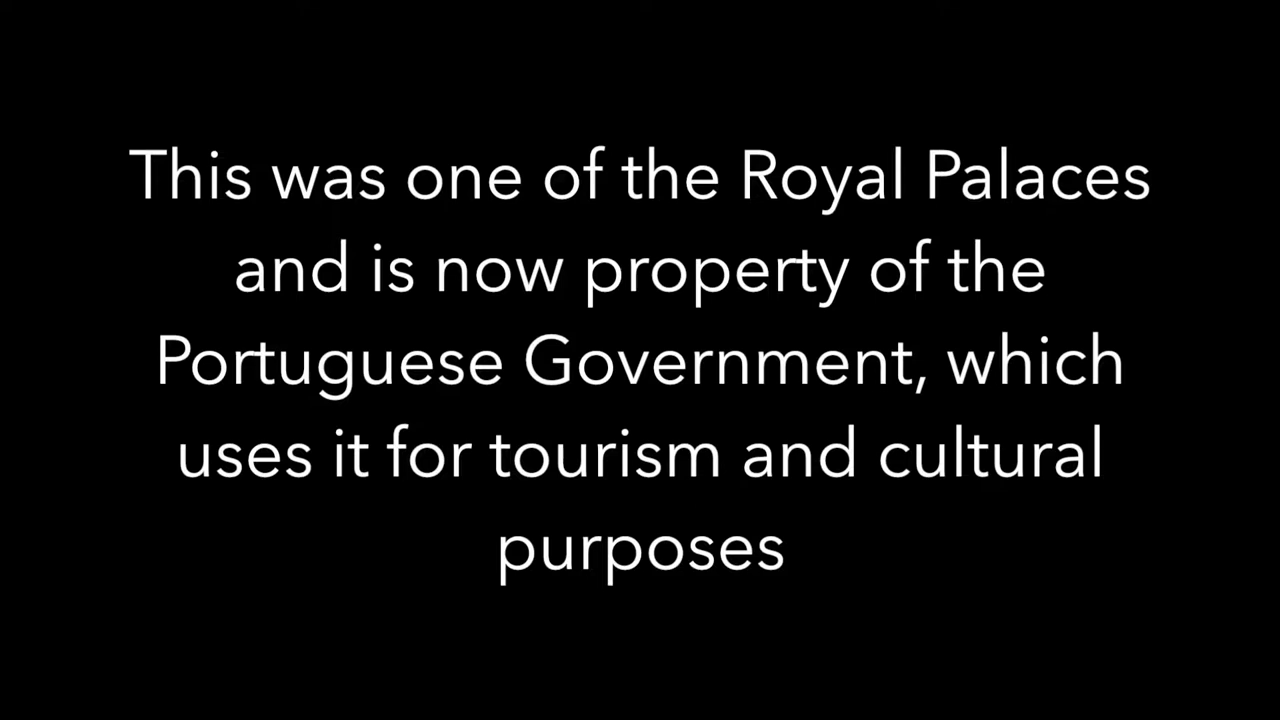 This was one of the Royal Palaces
and is now property of the
Portuguese Government, which
uses it for tourism and cultural
purposes